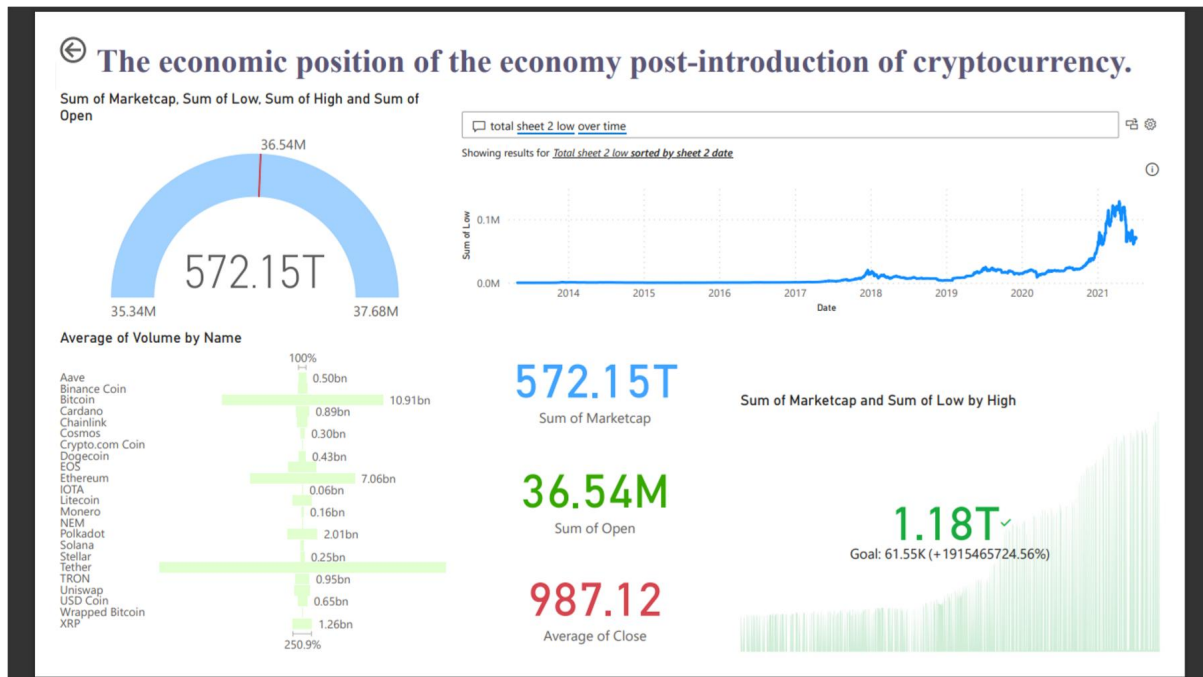 The economic position of the economy post-introduction of cryptocurrency.
Sum of Marketcap, Sum of Low, Sum of High and Sum of
Open
36.54M
572.15T
35.34M
37.68M
total sheet 2 low over time
Showing results for Total sheet 2 low sorted by sheet 2 date
Sum of Low
0.1M
0.0M
2014
2015
2016
2017
2018
2019
2020
2021
Date
Average of Volume by Name
100%
Aave
0.50bn
Binance Coin
Bitcoin
10.91bn
Cardano
0.89bn
Chainlink
Cosmos
0.30bn
Crypto.com Coin
Dogecoin
0.43bn
EOS
Ethereum
7.06bn
IOTA
0.06bn
Litecoin
Monero
0.16bn
NEM
Polkadot
2.01bn
Solana
Stellar
0.25bn
Tether
TRON
0.95bn
Uniswap
USD Coin
0.65bn
Wrapped Bitcoin
XRP
1.26bn
250.9%
572.15T
Sum of Marketcap
36.54M
Sum of Open
987.12
Average of Close
Sum of Marketcap and Sum of Low by High
1.18T
Goal: 61.55K (+1915465724.56%)